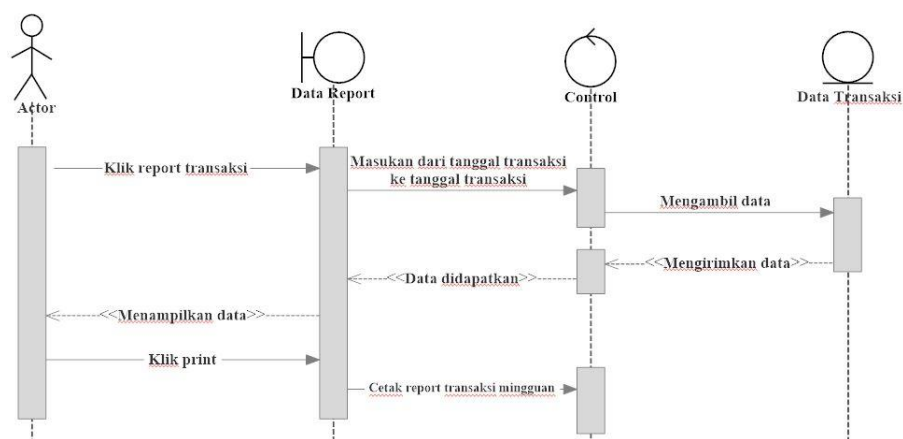 Actor
Data Report
Control
Data Transaksi
Klik report transaksi
Masukan dari tanggal transaksi
ke tanggal transaksi
Mengambil data
<<Mengirimkan data>>
<<Data didapatkan>>
<<Menampilkan data>>
Klik print
Cetak report transaksi mingguan